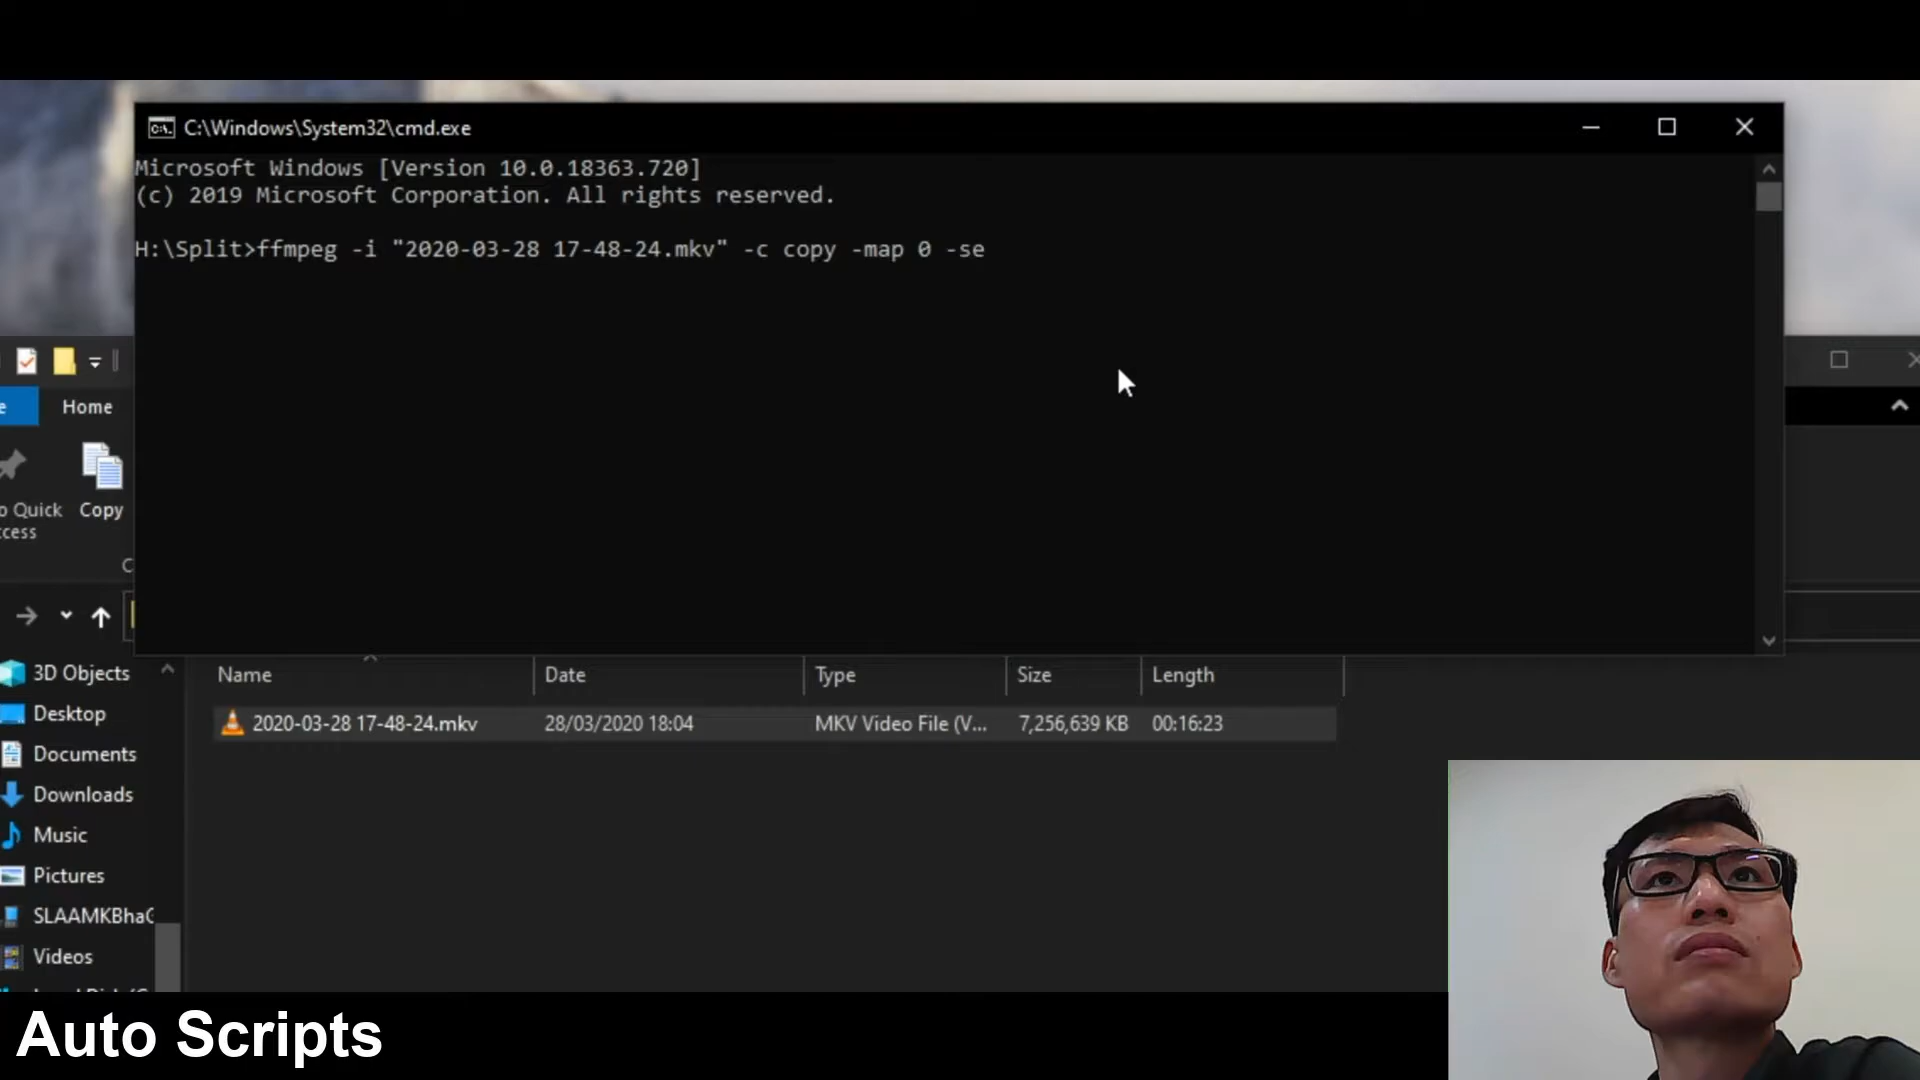 C:\Windows\System32\cmd.exe
Microsoft Windows [Version 10.0.18363.720]
(c) 2019 Microsoft Corporation. All rights reserved.
H:\Split>ffmpeg -i "2020-03-28 17-48-24.mkv" -c copy -map 0 -se
e
Home
o Quick
ccess
Copy
C
Name
Date
Type
Size
Length
3D Objects
2020-03-28 17-48-24.mkv
28/03/2020 18:04
MKV Video File (V...
7,256,639 KB
00:16:23
Desktop
Documents
Downloads
Music
Pictures
SLAAMKBha
Videos
Auto Scripts